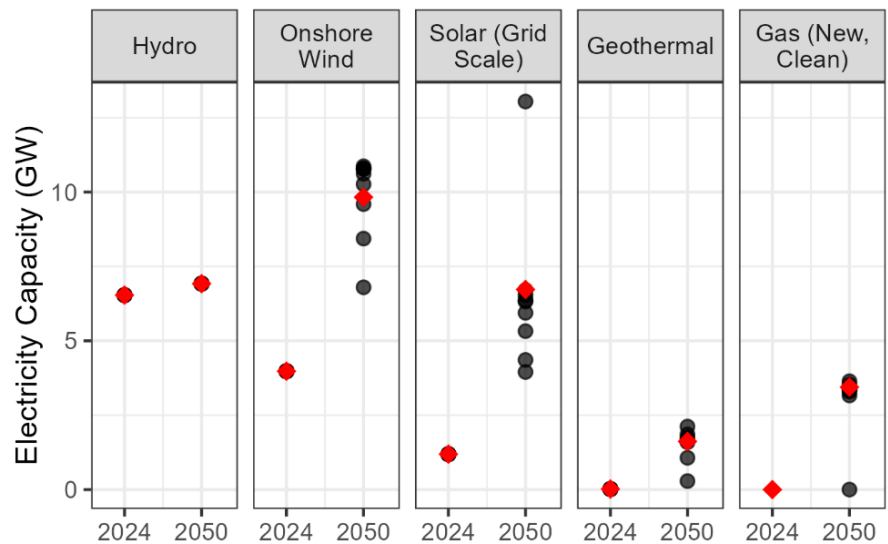 Hydro
Onshore
Wind
Solar (Grid
Scale)
Geothermal
Gas (New,
Clean)
Electricity Capacity (GW)
10
5
0
2024 2050 2024 2050 2024 2050 2024 2050 2024 2050